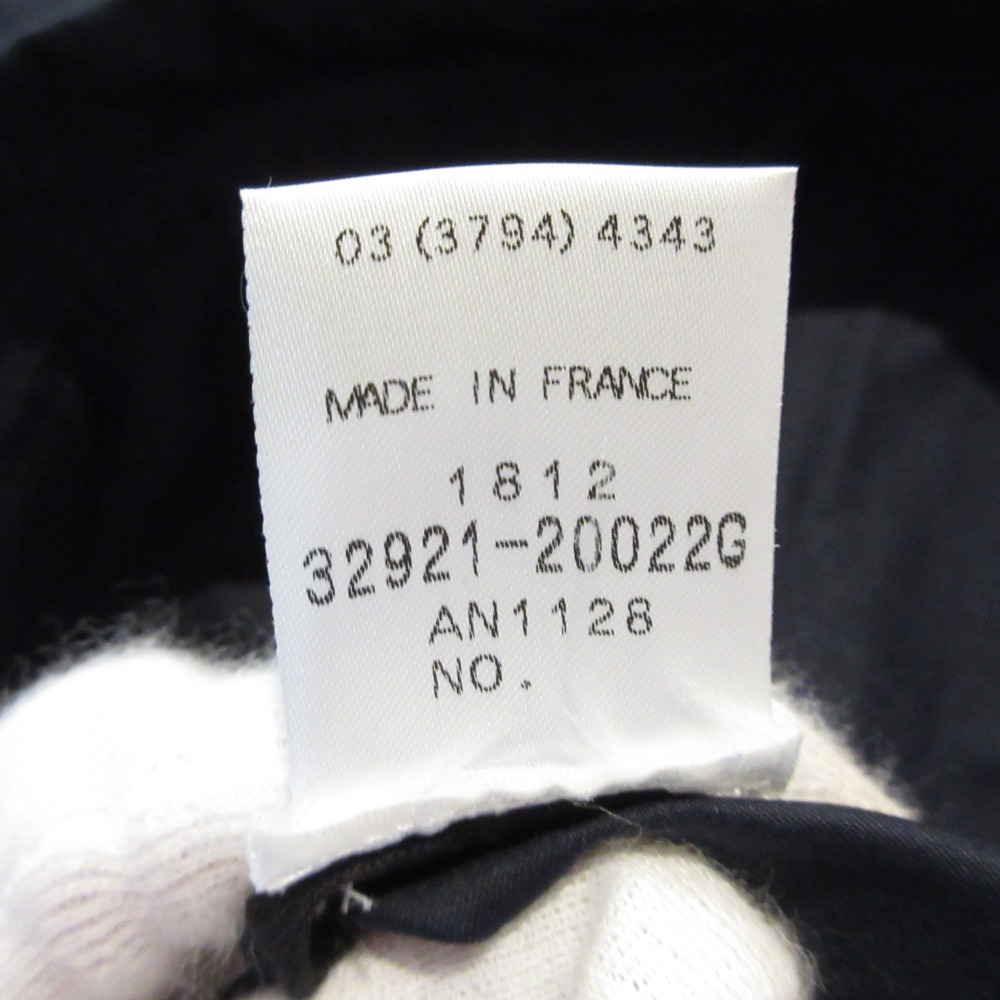 03 (3794) 4343
MADE IN FRANCE
1812
32921-20022G
AN1128
NO.